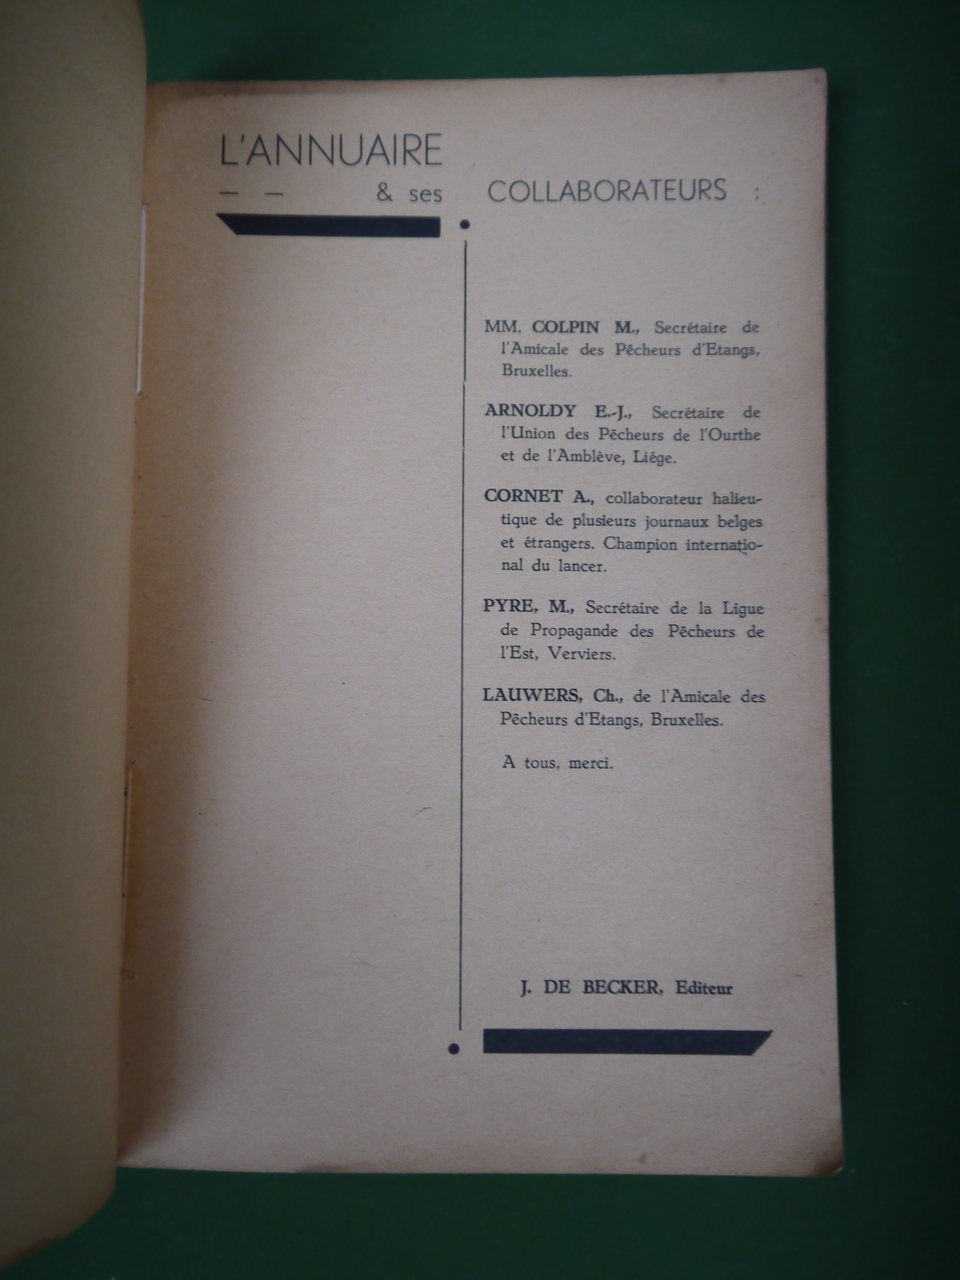 L'ANNUAIRE
— — & ses COLLABORATEURS :
MM. COLPIN M., Secrétaire de
l'Amicale des Pêcheurs d'Etangs,
Bruxelles.
ARNOLDY E.-J., Secrétaire de
l'Union des Pêcheurs de l'Ourthe
et de l'Amblève, Liége.
CORNET A., collaborateur halieu-
tique de plusieurs journaux belges
et étrangers. Champion internatio-
nal du lancer.
PYRE, M., Secrétaire de la Ligue
de Propagande des Pêcheurs de
l'Est, Verviers.
LAUWERS, Ch., de l'Amicale des
Pêcheurs d'Etangs, Bruxelles.
A tous, merci.
J. DE BECKER, Editeur